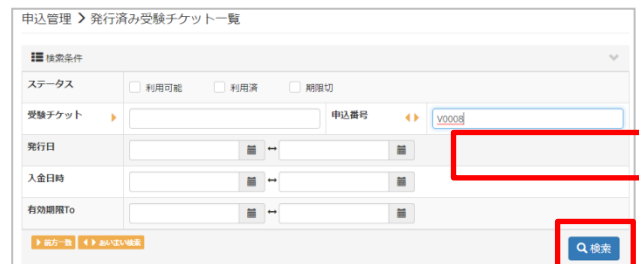 申込管理 > 発行済み受験チケット一覧
検索条件
ステータス 利用可能 利用済 期限切
受験チケット 申込番号 V0008
発行日
入金日時
有効期限To
前方一致 あいまい検索
検索